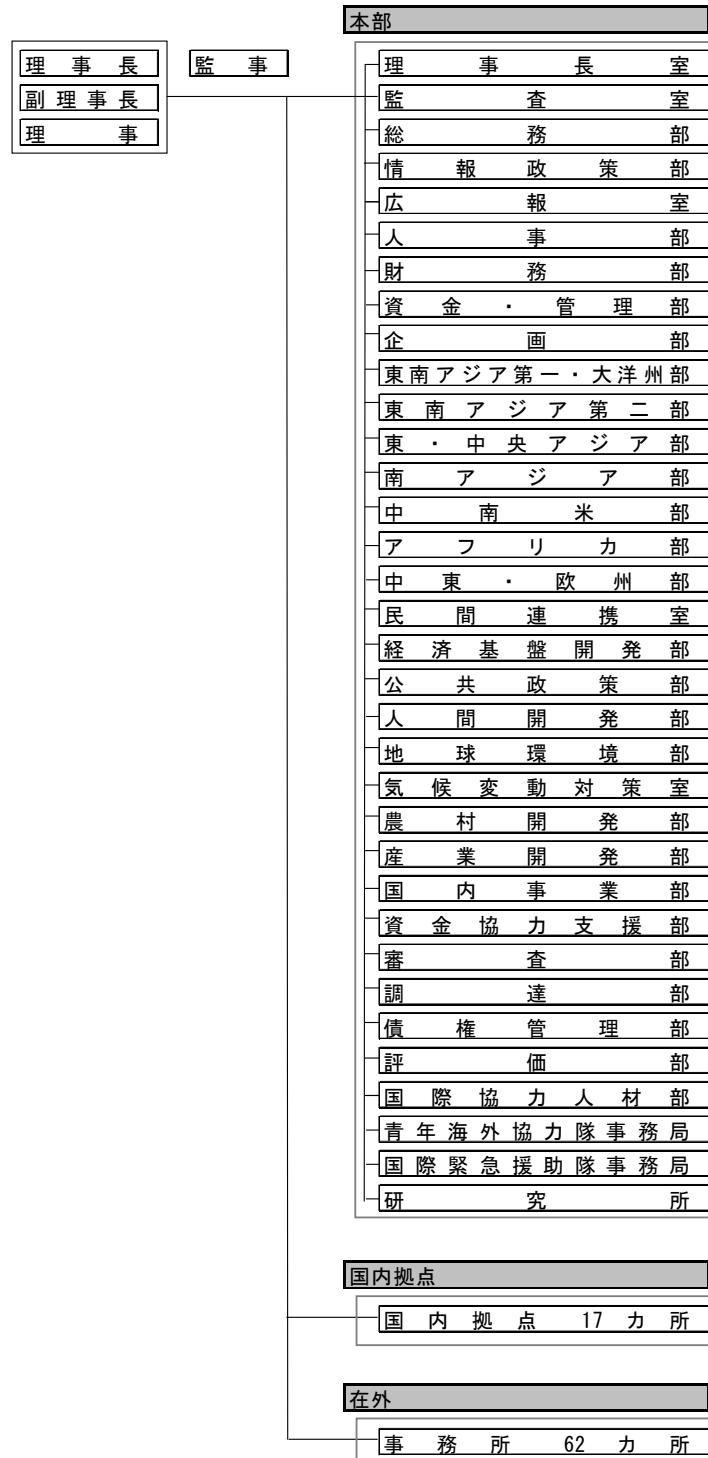 本部
理事長
監事
副理事長
理事
理事長室
監査室
総務部
情報政策部
広報室
人事部
財務部
資金・管理部
企画部
東南アジア第一・大洋州部
東南アジア第二部
東・中央アジア部
南アジア部
中南米部
アフリカ部
中東・欧州部
民間連携室
経済基盤開発部
公共政策部
人間開発部
地球環境部
気候変動対策室
農村開発部
産業開発部
国内事業部
資金協力支援部
審査部
調達部
債権管理部
評価部
国際協力人材部
青年海外協力隊事務局
国際緊急援助隊事務局
研究所
国内拠点
国内拠点 17カ所
在外
事務所 62カ所